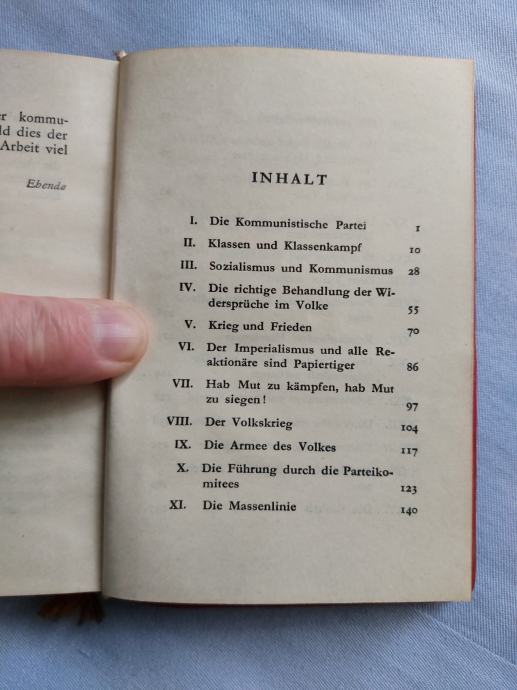 r kommu-
ld dies der
Arbeit viel
Ebenda
INHALT
I. Die Kommunistische Partei 1
II. Klassen und Klassenkampf 10
III. Sozialismus und Kommunismus 28
IV. Die richtige Behandlung der Wi-
dersprüche im Volke 55
V. Krieg und Frieden 70
VI. Der Imperialismus und alle Re-
aktionäre sind Papiertiger 86
VII. Hab Mut zu kämpfen, hab Mut
zu siegen! 97
VIII. Der Volkskrieg 104
IX. Die Armee des Volkes 117
X. Die Führung durch die Parteiko-
mitees 123
XI. Die Massenlinie 140